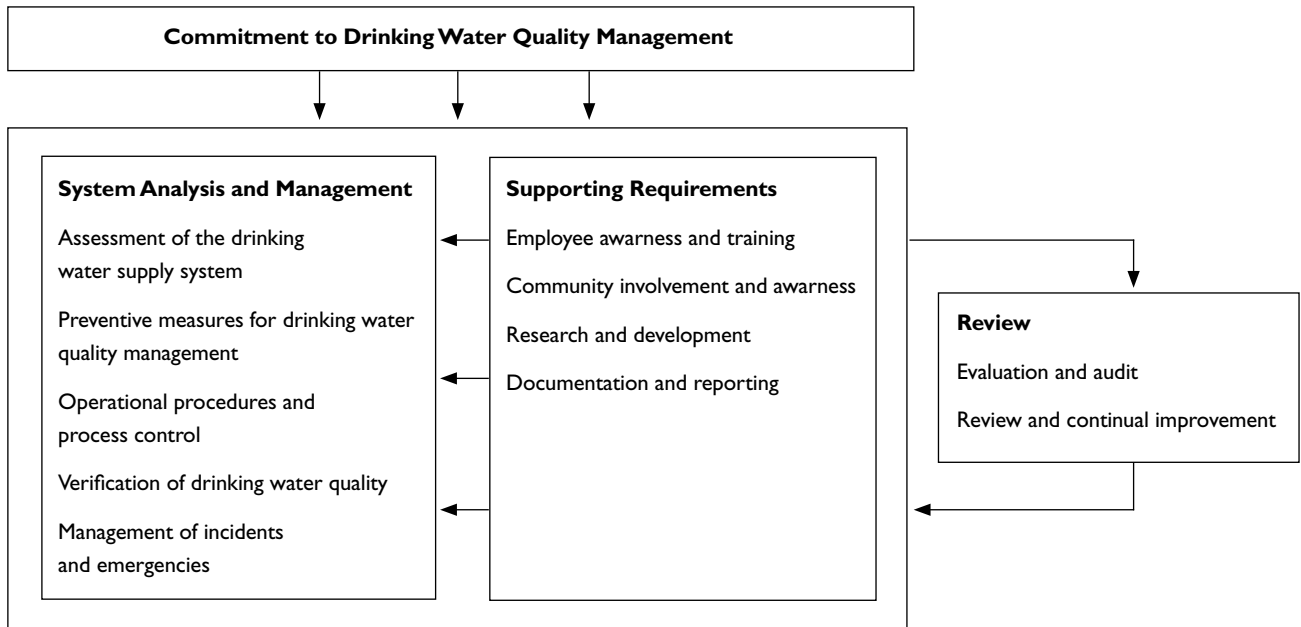 Commitment to Drinking Water Quality Management
System Analysis and Management
Assessment of the drinking
water supply system
Preventive measures for drinking water
quality management
Operational procedures and
process control
Verification of drinking water quality
Management of incidents
and emergencies
Supporting Requirements
Employee awarness and training
Community involvement and awarness
Research and development
Documentation and reporting
Review
Evaluation and audit
Review and continual improvement